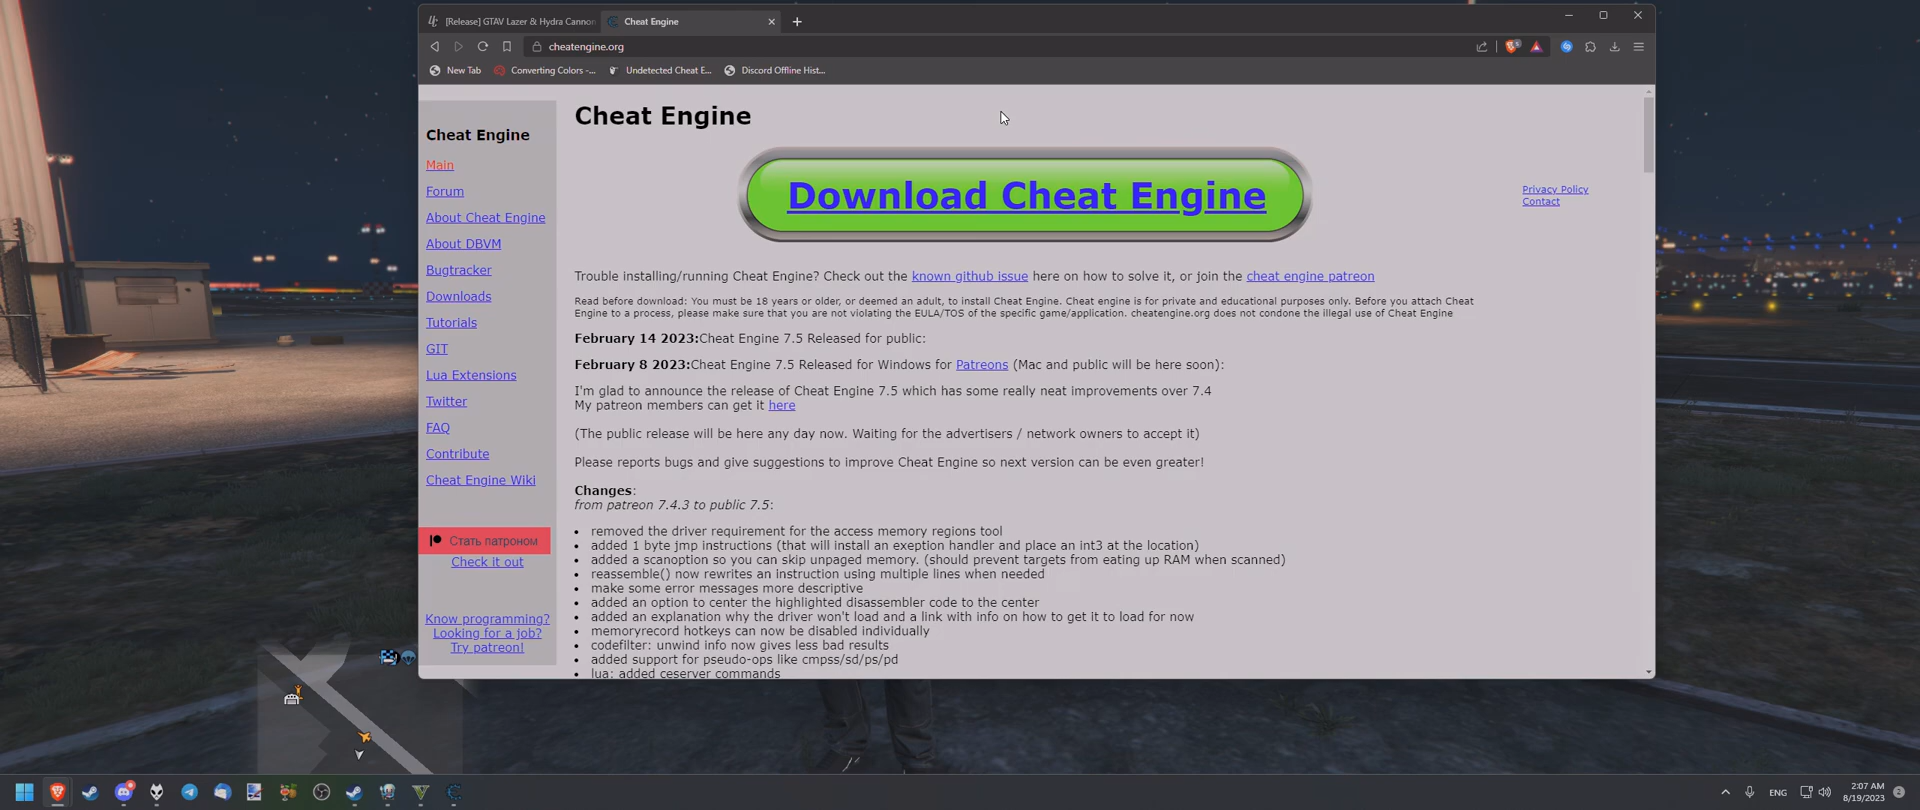 [Release] GTAV Lazer & Hydra Cannon
Cheat Engine
cheatengine.org
New Tab
Converting Colors -...
Undetected Cheat E...
Discord Offline Hist...
Cheat Engine
Main
Forum
About Cheat Engine
About DBVM
Bugtracker
Downloads
Tutorials
GIT
Lua Extensions
Twitter
FAQ
Contribute
Cheat Engine Wiki
Стать патроном
Check it out
Know programming?
Looking for a job?
Try patreon!
Cheat Engine
Download Cheat Engine
Privacy Policy
Contact
Trouble installing/running Cheat Engine? Check out the known github issue here on how to solve it, or join the cheat engine patreon
Read before download: You must be 18 years or older, or deemed an adult, to install Cheat Engine. Cheat engine is for private and educational purposes only. Before you attach Cheat
Engine to a process, please make sure that you are not violating the EULA/TOS of the specific game/application. cheatengine.org does not condone the illegal use of Cheat Engine
February 14 2023:Cheat Engine 7.5 Released for public:
February 8 2023:Cheat Engine 7.5 Released for Windows for Patreons (Mac and public will be here soon):
I'm glad to announce the release of Cheat Engine 7.5 which has some really neat improvements over 7.4
My patreon members can get it here
(The public release will be here any day now. Waiting for the advertisers / network owners to accept it)
Please reports bugs and give suggestions to improve Cheat Engine so next version can be even greater!
Changes:
from patreon 7.4.3 to public 7.5:
• removed the driver requirement for the access memory regions tool
• added 1 byte jmp instructions (that will install an exeption handler and place an int3 at the location)
• added a scanoption so you can skip unpaged memory. (should prevent targets from eating up RAM when scanned)
• reassemble() now rewrites an instruction using multiple lines when needed
• make some error messages more descriptive
• added an option to center the highlighted disassembler code to the center
• added an explanation why the driver won't load and a link with info on how to get it to load for now
• memoryrecord hotkeys can now be disabled individually
• codefilter: unwind info now gives less bad results
• added support for pseudo-ops like cmpss/sd/ps/pd
• lua: added ceserver commands
ENG
2:07 AM
8/19/2023
2